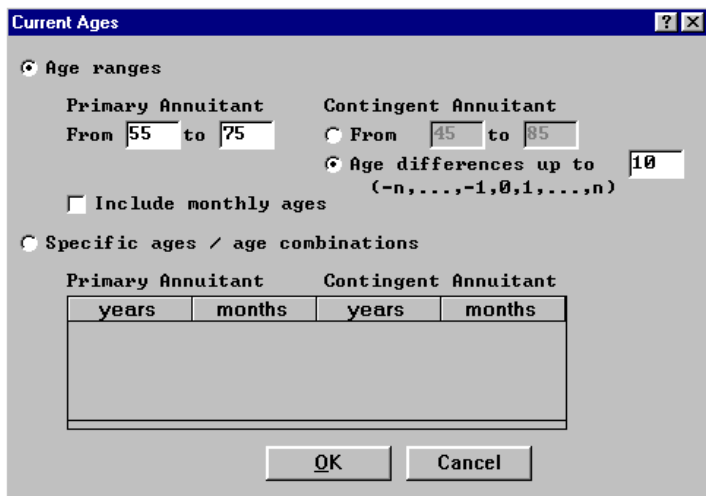 Current Ages
Age ranges
Primary Annuitant Contingent Annuitant
From 55 to 75 From 45 to 85
Age differences up to 10
(-n,...,-1,0,1,...,n)
Include monthly ages
Specific ages / age combinations
Primary Annuitant Contingent Annuitant
years months years months
OK Cancel